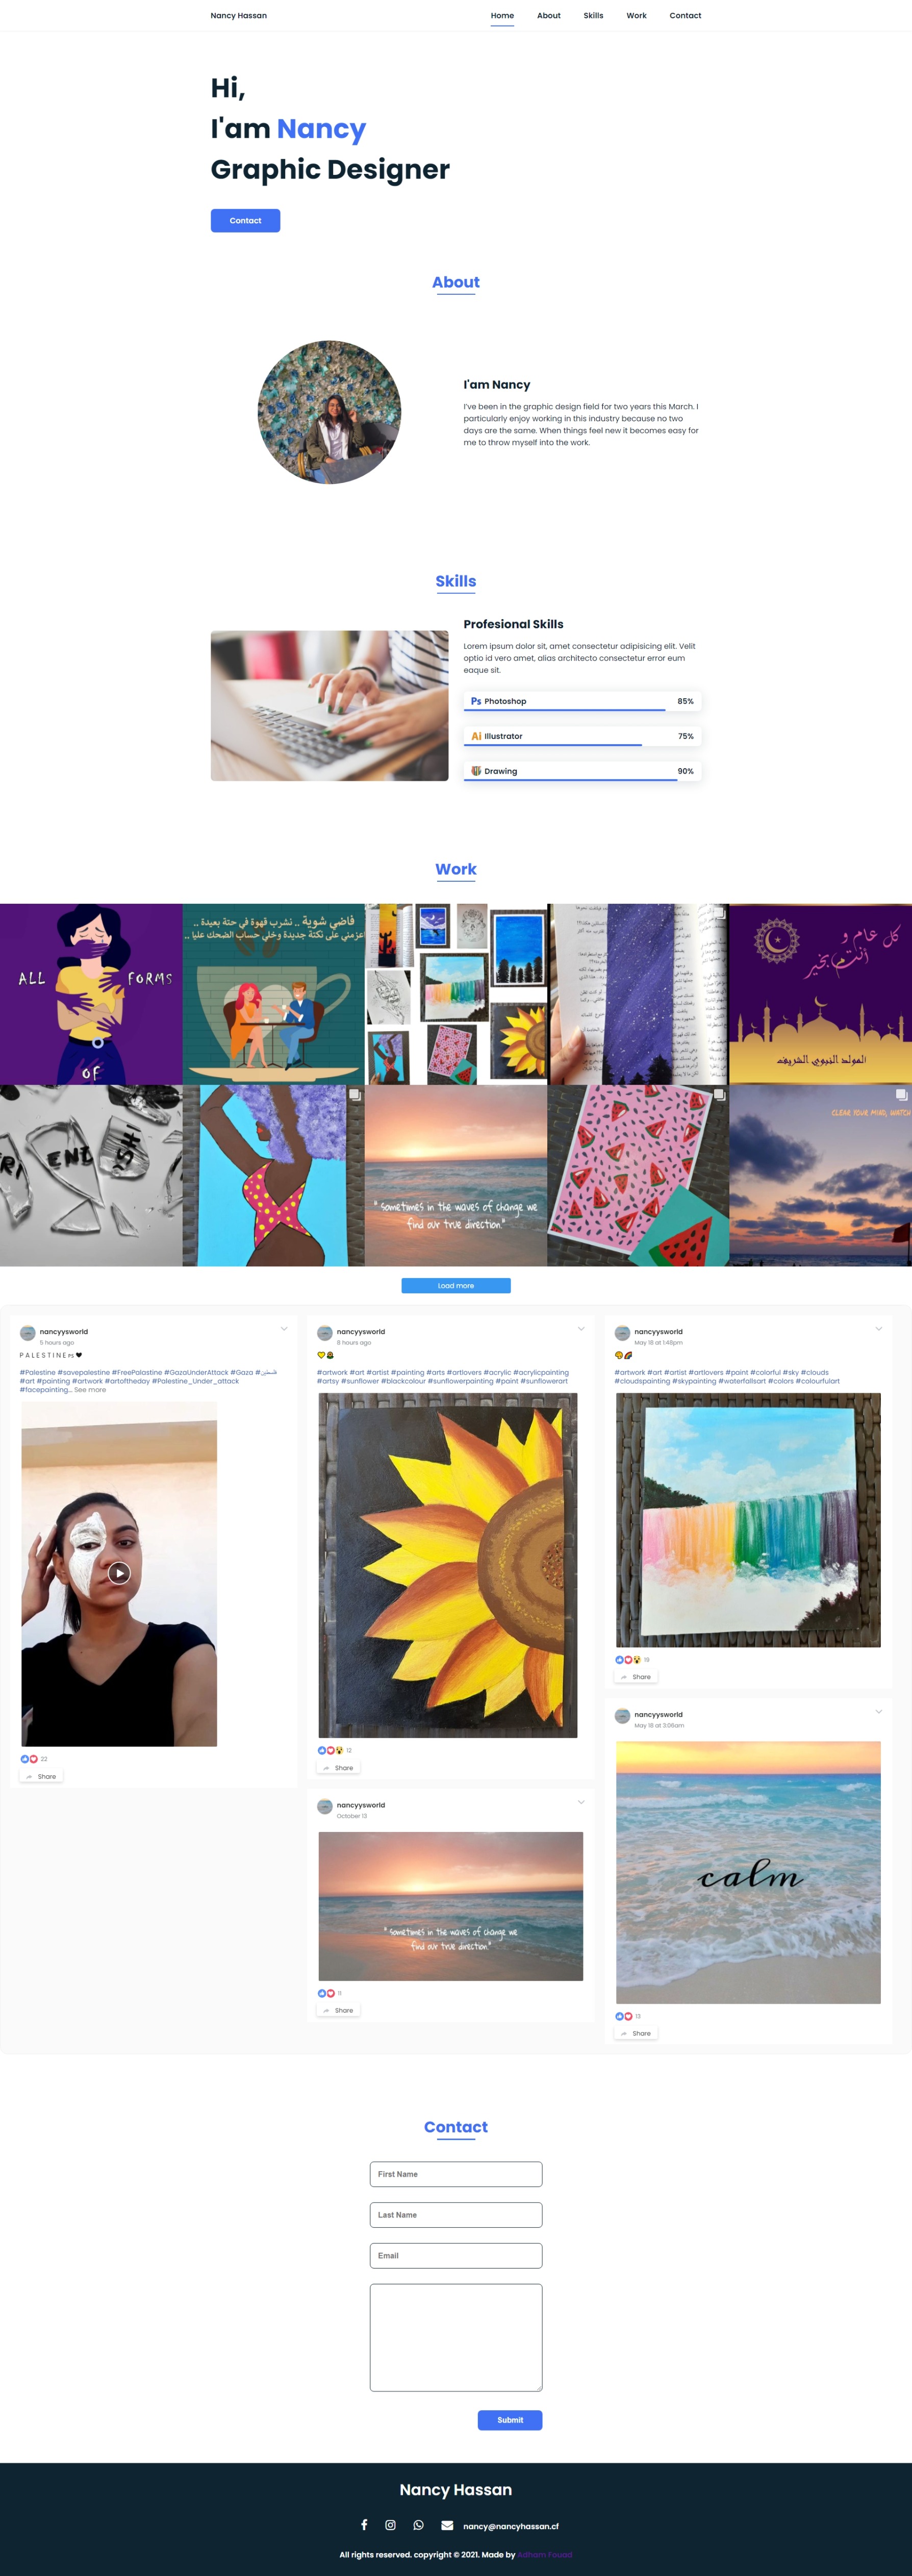 Nancy Hassan
Home About Skills Work Contact
Hi,
I'am Nancy
Graphic Designer
Contact
About
I'am Nancy
I've been in the graphic design field for two years this March. I
particularly enjoy working in this industry because no two
days are the same. When things feel new it becomes easy for
me to throw myself into the work.
Skills
Profesional Skills
Lorem ipsum dolor sit, amet consectetur adipisicing elit. Velit
optio id vero amet, alias architecto consectetur error eum
eaque sit.
Ps Photoshop 85%
Ai Illustrator 75%
Drawing 90%
Work
ALL FORMS
OF
فاضي شوية .. نشرب قهوة في حتة بعيدة ..
اعزمني على نكتة جديدة وخلي حساب الضحك عليا ..
كل عام و
أنتم بخير
المولد النبوي الشريف
" Sometimes in the waves of change we
find our true direction."
CLEAR YOUR MIND, WATCH
Load more
nancyysworld
5 hours ago
P A L E S T I N E PS 🖤
#Palestine #savepalestine #FreePalastine #GazaUnderAttack #Gaza #فلسطين
#art #painting #artwork #artoftheday #Palestine_Under_attack
#facepainting... See more
22
Share
nancyysworld
8 hours ago
#artwork #art #artist #painting #arts #artlovers #acrylic #acrylicpainting
#artsy #sunflower #blackcolour #sunflowerpainting #paint #sunflowerart
12
Share
nancyysworld
October 13
" Sometimes in the waves of change we
find our true direction."
11
Share
nancyysworld
May 18 at 1:48pm
#artwork #art #artist #artlovers #paint #colorful #sky #clouds
#cloudspainting #skypainting #waterfallsart #colors #colourfulart
19
Share
nancyysworld
May 18 at 3:06am
calm
13
Share
Contact
First Name
Last Name
Email
Submit
Nancy Hassan
nancy@nancyhassan.cf
All rights reserved. copyright © 2021. Made by Adham Fouad